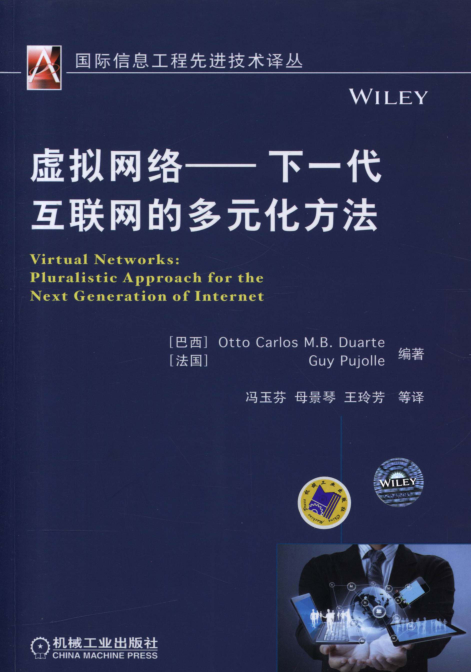 国际信息工程先进技术译丛
WILEY
虚拟网络——下一代
互联网的多元化方法
Virtual Networks:
Pluralistic Approach for the
Next Generation of Internet
[巴西] Otto Carlos M.B. Duarte
[法国] Guy Pujolle
编著
冯玉芬 母景琴 王玲芳 等译
WILEY
机械工业出版社
CHINA MACHINE PRESS